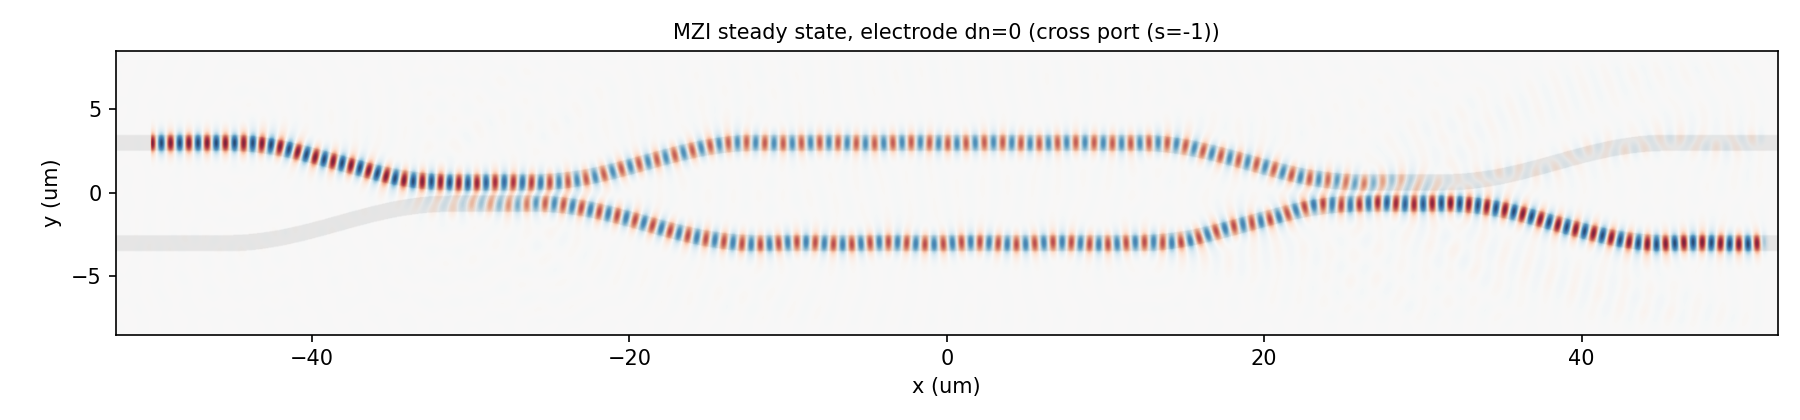 MZI steady state, electrode dn=0 (cross port (s=-1))
5
0
−5
y (um)
−40
−20
0
20
40
x (um)